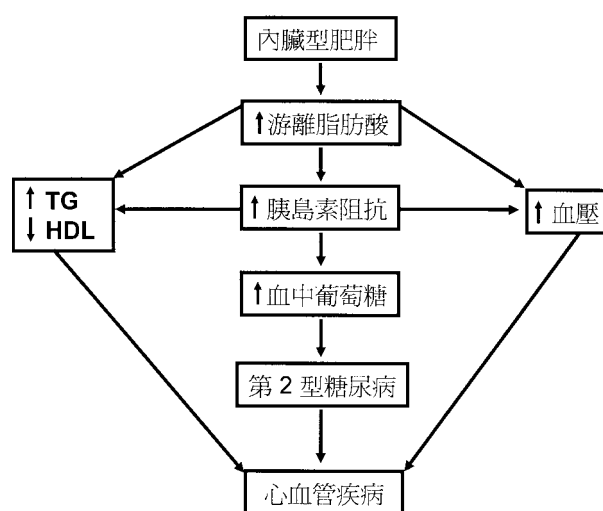 內臟型肥胖
↑游離脂肪酸
↑ TG
↓ HDL
↑ 胰島素阻抗
↑ 血壓
↑血中葡萄糖
第 2 型糖尿病
心血管疾病